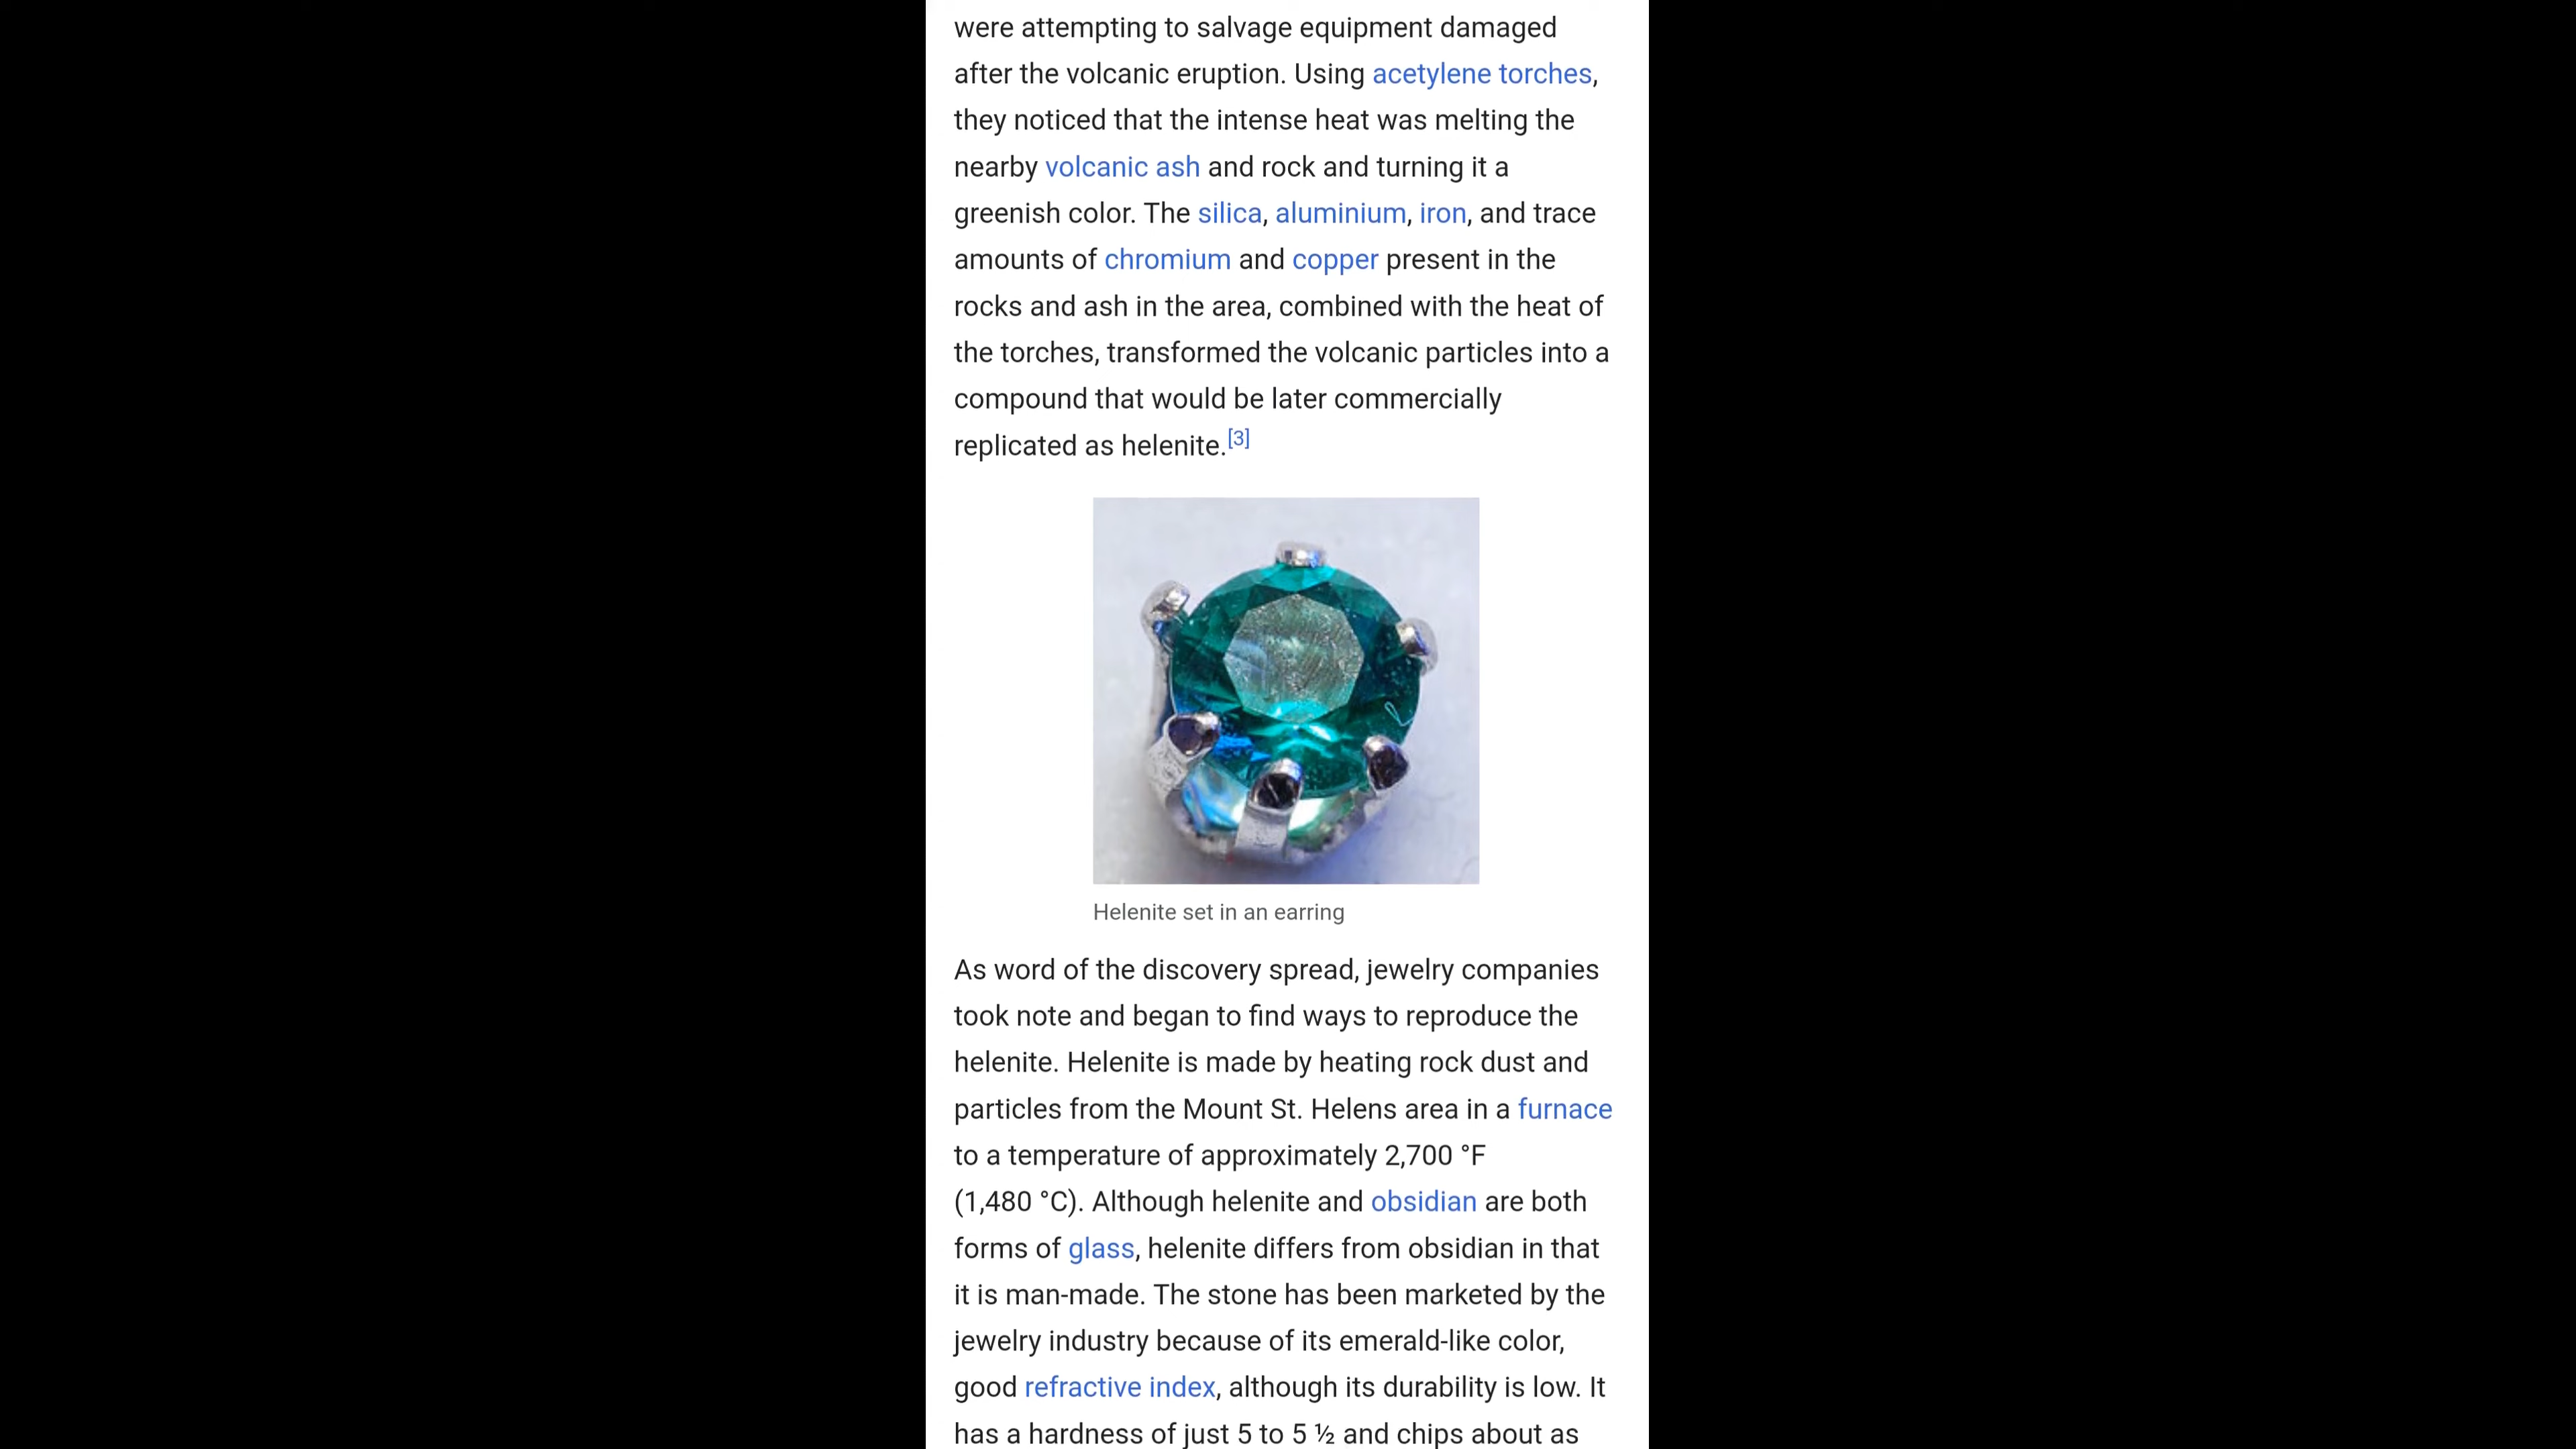 were attempting to salvage equipment damaged
after the volcanic eruption. Using acetylene torches,
they noticed that the intense heat was melting the
nearby volcanic ash and rock and turning it a
greenish color. The silica, aluminium, iron, and trace
amounts of chromium and copper present in the
rocks and ash in the area, combined with the heat of
the torches, transformed the volcanic particles into a
compound that would be later commercially
replicated as helenite.[3]
Helenite set in an earring
As word of the discovery spread, jewelry companies
took note and began to find ways to reproduce the
helenite. Helenite is made by heating rock dust and
particles from the Mount St. Helens area in a furnace
to a temperature of approximately 2,700 °F
(1,480 °C). Although helenite and obsidian are both
forms of glass, helenite differs from obsidian in that
it is man-made. The stone has been marketed by the
jewelry industry because of its emerald-like color,
good refractive index, although its durability is low. It
has a hardness of just 5 to 5 ½ and chips about as